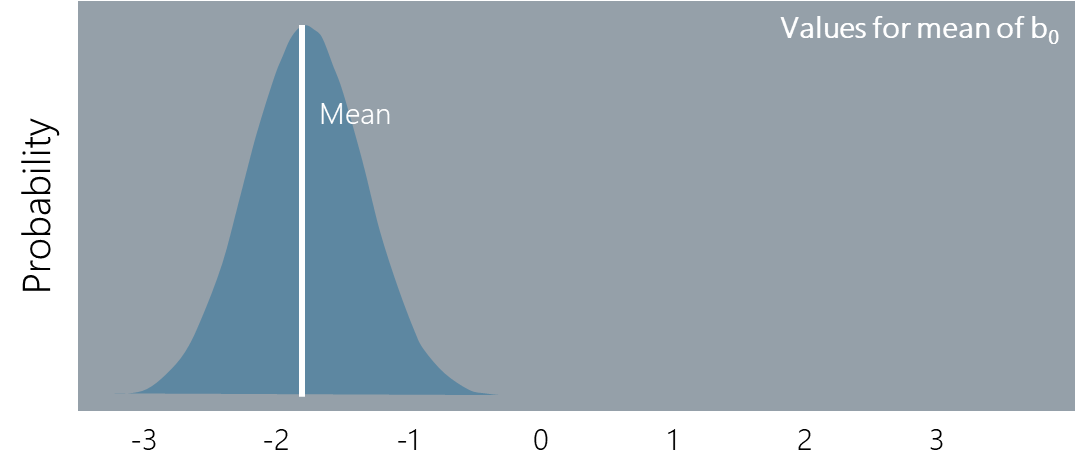 Values for mean of b₀
Mean
Probability
-3 -2 -1 0 1 2 3